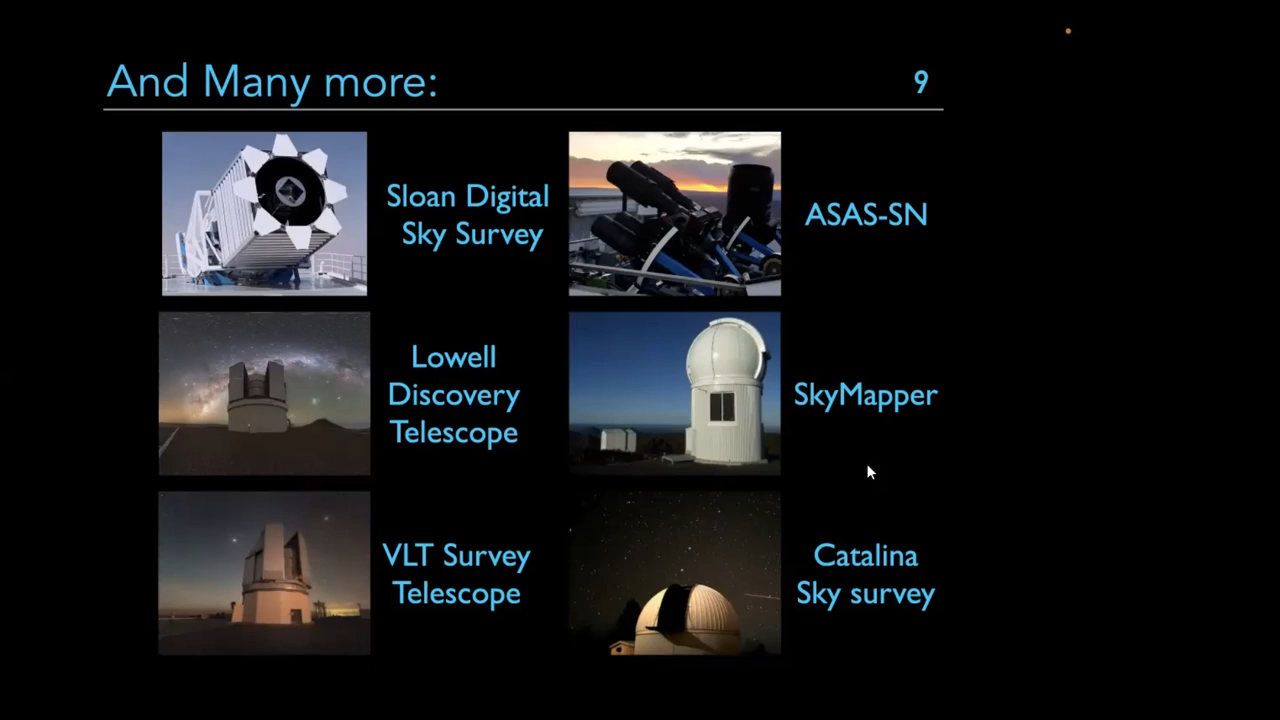 And Many more:
9
Sloan Digital
Sky Survey
ASAS-SN
Lowell
Discovery
Telescope
SkyMapper
VLT Survey
Telescope
Catalina
Sky survey